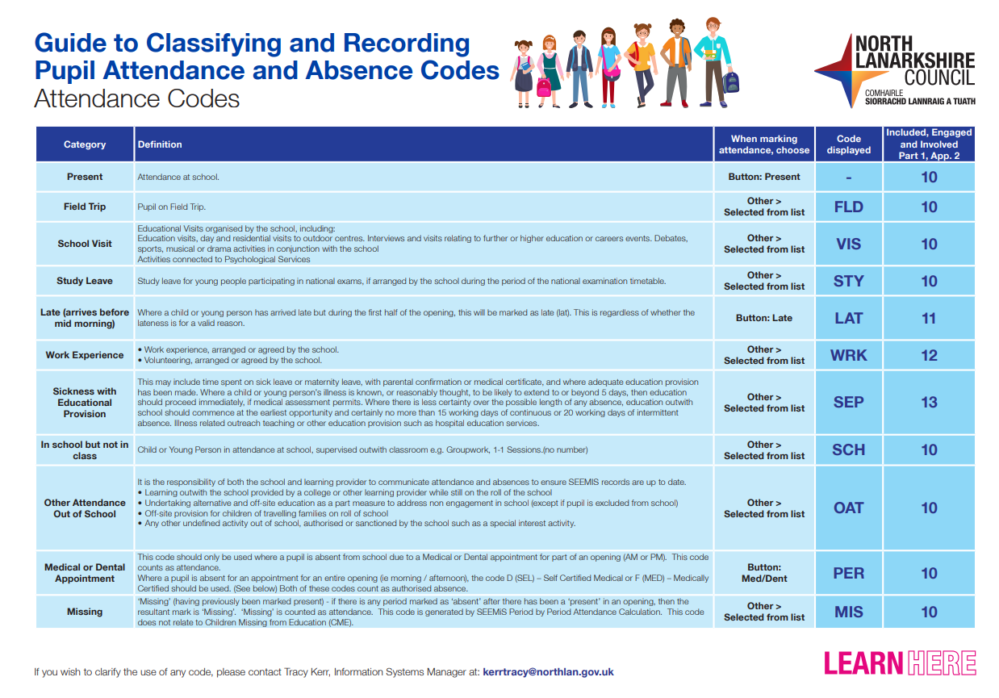 Guide to Classifying and Recording
Pupil Attendance and Absence Codes
Attendance Codes
NORTH
LANARKSHIRE
COUNCIL
COMHAIRLE
SIORRACHD LANNRAIG A TUATH
Category
Definition
When marking
attendance, choose
Code
displayed
Included, Engaged
and Involved
Part 1, App. 2
Present
Attendance at school.
Button: Present
-
10
Field Trip
Pupil on Field Trip.
Other >
Selected from list
FLD
10
School Visit
Educational Visits organised by the school, including:
Education visits, day and residential visits to outdoor centres. Interviews and visits relating to further or higher education or careers events. Debates,
sports, musical or drama activities in conjunction with the school
Activities connected to Psychological Services
Other >
Selected from list
VIS
10
Study Leave
Study leave for young people participating in national exams, if arranged by the school during the period of the national examination timetable.
Other >
Selected from list
STY
10
Late (arrives before
mid morning)
Where a child or young person has arrived late but during the first half of the opening, this will be marked as late (lat). This is regardless of whether the
lateness is for a valid reason.
Button: Late
LAT
11
Work Experience
• Work experience, arranged or agreed by the school.
• Volunteering, arranged or agreed by the school.
Other >
Selected from list
WRK
12
Sickness with
Educational
Provision
This may include time spent on sick leave or maternity leave, with parental confirmation or medical certificate, and where adequate education provision
has been made. Where a child or young person's illness is known, or reasonably thought, to be likely to extend to or beyond 5 days, then education
should proceed immediately, if medical assessment permits. Where there is less certainty over the possible length of any absence, education outwith
school should commence at the earliest opportunity and certainly no more than 15 working days of continuous or 20 working days of intermittent
absence. Illness related outreach teaching or other education provision such as hospital education services.
Other >
Selected from list
SEP
13
In school but not in
class
Child or Young Person in attendance at school, supervised outwith classroom e.g. Groupwork, 1-1 Sessions.(no number)
Other >
Selected from list
SCH
10
Other Attendance
Out of School
It is the responsibility of both the school and learning provider to communicate attendance and absences to ensure SEEMIS records are up to date.
• Learning outwith the school provided by a college or other learning provider while still on the roll of the school
• Undertaking alternative and off-site education as a part measure to address non engagement in school (except if pupil is excluded from school)
• Off-site provision for children of travelling families on roll of school
• Any other undefined activity out of school, authorised or sanctioned by the school such as a special interest activity.
Other >
Selected from list
OAT
10
Medical or Dental
Appointment
This code should only be used where a pupil is absent from school due to a Medical or Dental appointment for part of an opening (AM or PM). This code
counts as attendance.
Where a pupil is absent for an appointment for an entire opening (ie morning / afternoon), the code D (SEL) – Self Certified Medical or F (MED) – Medically
Certified should be used. (See below) Both of these codes count as authorised absence.
Button:
Med/Dent
PER
10
Missing
'Missing' (having previously been marked present) - if there is any period marked as 'absent' after there has been a 'present' in an opening, then the
resultant mark is 'Missing'. 'Missing' is counted as attendance. This code is generated by SEEMiS Period by Period Attendance Calculation. This code
does not relate to Children Missing from Education (CME).
Other >
Selected from list
MIS
10
If you wish to clarify the use of any code, please contact Tracy Kerr, Information Systems Manager at: kerrtracy@northlan.gov.uk
LEARN HERE